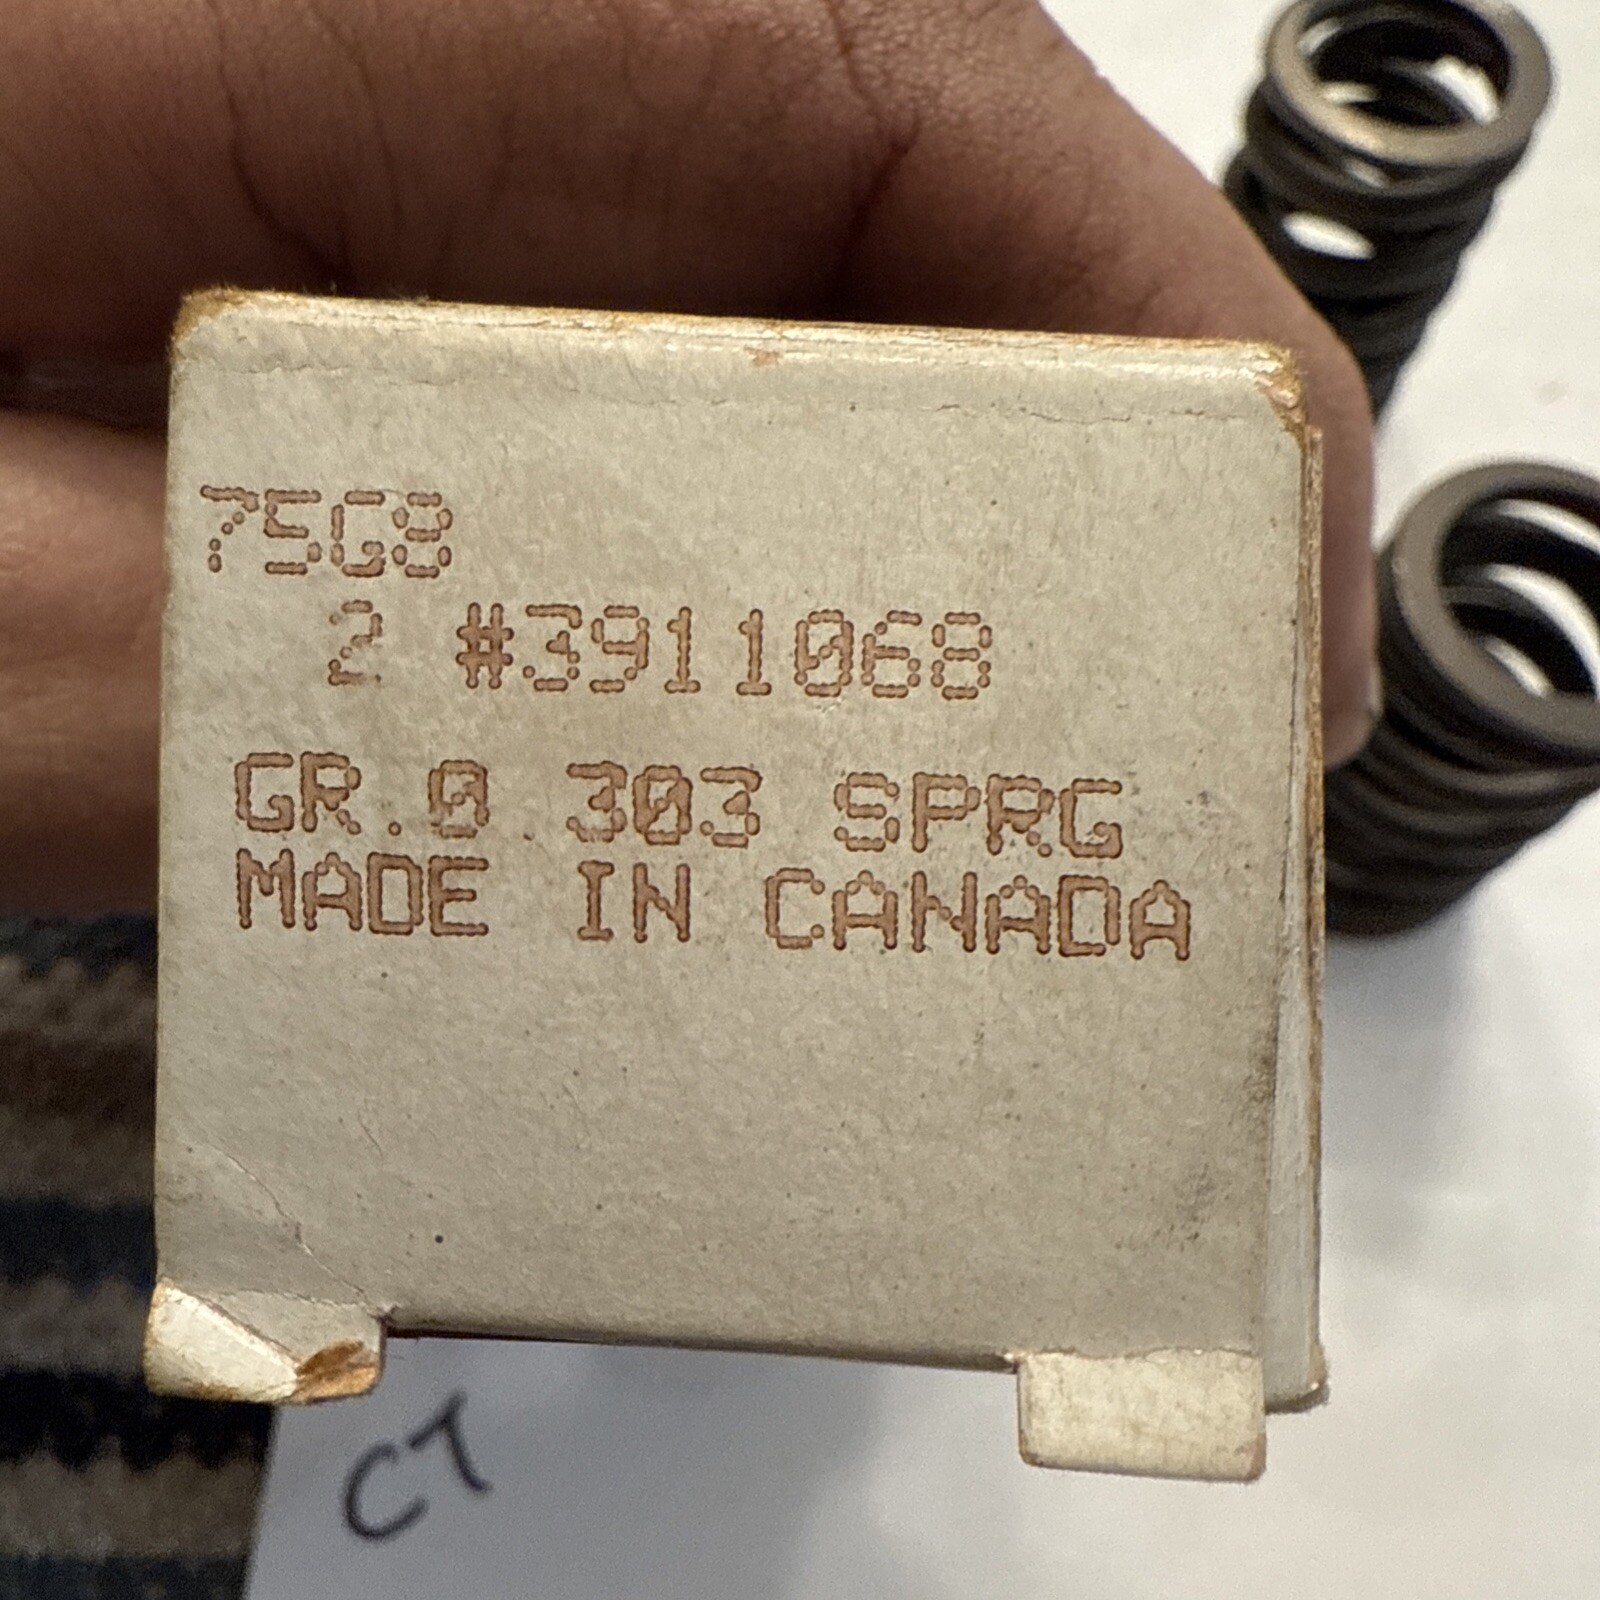 75G8
2 #3911068
GR.0 303 SPRG
MADE IN CANADA
C7